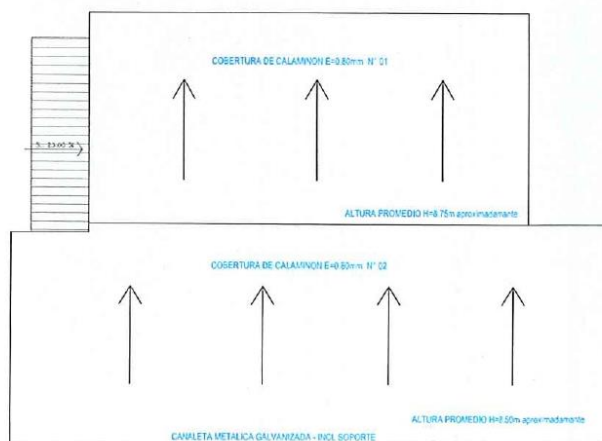 COBERTURA DE CALAMINON E=0.80mm N° 01
ALTURA PROMEDIO H=8.75m aproximadamente
COBERTURA DE CALAMINON E=0.80mm N° 02
ALTURA PROMEDIO H=8.50m aproximadamente
CANALETA METALICA GALVANIZADA - INCL SOPORTE